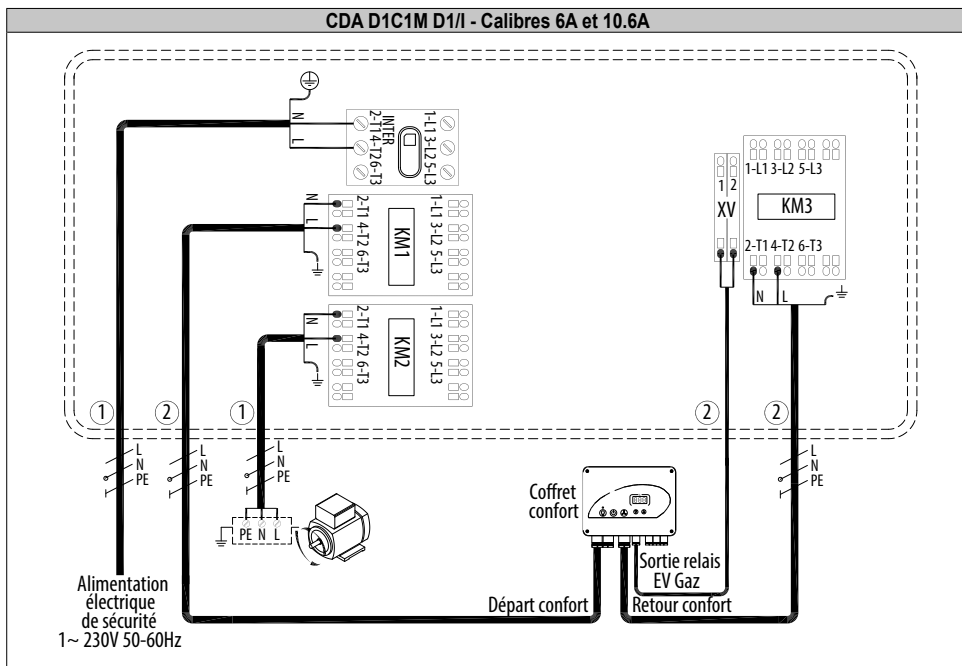 CDA D1C1M D1/I - Calibres 6A et 10.6A
N
L
2-T1 4-T2 6-T3
INTER
1-L1 3-L2 5-L3
N
L
2-T1 4-T2 6-T3
KM1
1-L1 3-L2 5-L3
N
L
2-T1 4-T2 6-T3
KM2
1-L1 3-L2 5-L3
1 2
XV
1-L1 3-L2 5-L3
KM3
2-T1 4-T2 6-T3
N L
1
2
1
2
2
L
N
PE
L
N
PE
L
N
PE
L
N
PE
PE N L
Coffret
confort
Sortie relais
EV Gaz
Départ confort
Retour confort
Alimentation
électrique
de sécurité
1~ 230V 50-60Hz